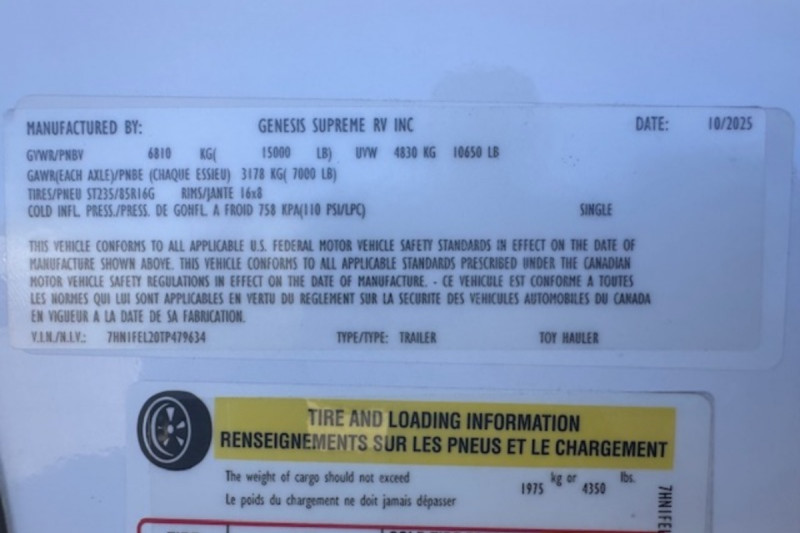 MANUFACTURED BY: GENESIS SUPREME RV INC DATE: 10/2025
GVWR/PNBV 6810 KG( 15000 LB) UVW 4830 KG 10650 LB
GAWR(EACH AXLE)/PNBE (CHAQUE ESSIEU) 3178 KG( 7000 LB)
TIRES/PNEU ST235/85R16G RIMS/JANTE 16x8
COLD INFL. PRESS./PRESS. DE GONFL. A FROID 758 KPA(110 PSI/LPC) SINGLE
THIS VEHICLE CONFORMS TO ALL APPLICABLE U.S. FEDERAL MOTOR VEHICLE SAFETY STANDARDS IN EFFECT ON THE DATE OF
MANUFACTURE SHOWN ABOVE. THIS VEHICLE CONFORMS TO ALL APPLICABLE STANDARDS PRESCRIBED UNDER THE CANADIAN
MOTOR VEHICLE SAFETY REGULATIONS IN EFFECT ON THE DATE OF MANUFACTURE. - CE VEHICULE EST CONFORME A TOUTES
LES NORMES QUI LUI SONT APPLICABLES EN VERTU DU REGLEMENT SUR LA SECURITE DES VEHICULES AUTOMOBILES DU CANADA
EN VIGUEUR A LA DATE DE SA FABRICATION.
V.I.N./N.I.V.: 7HN1FEL20TP479634 TYPE/TYPE: TRAILER TOY HAULER
TIRE AND LOADING INFORMATION
RENSEIGNEMENTS SUR LES PNEUS ET LE CHARGEMENT
The weight of cargo should not exceed
Le poids du chargement ne doit jamais dépasser
1975 kg or 4350 lbs.